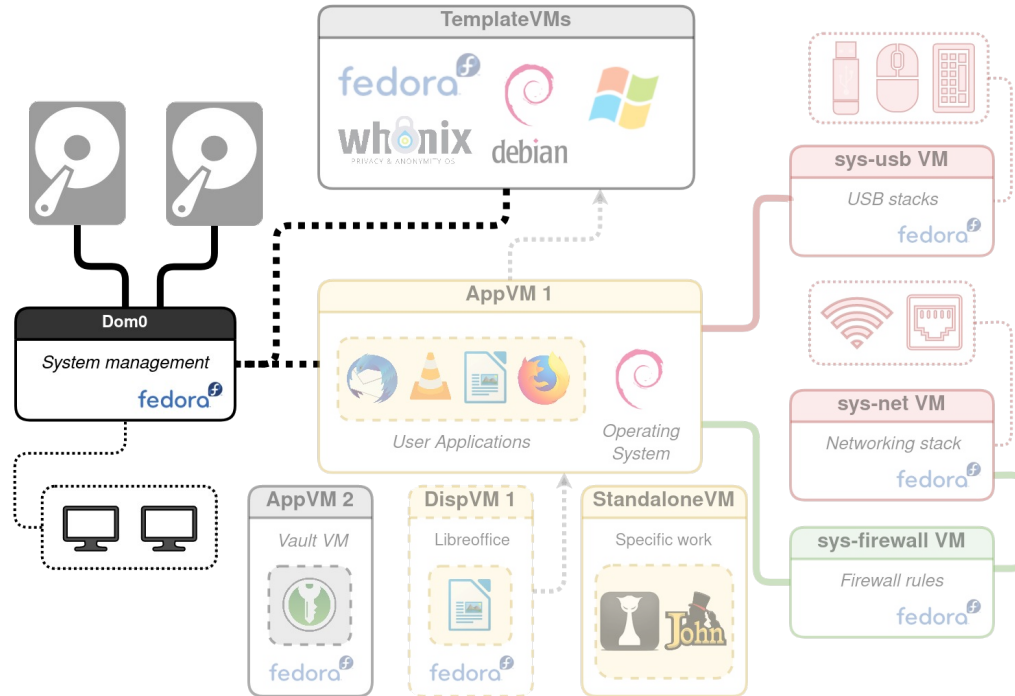 TemplateVMs
fedora
whonix
PRIVACY & ANONYMITY OS
debian
sys-usb VM
USB stacks
fedora
Dom0
System management
fedora
AppVM 1
User Applications
Operating
System
sys-net VM
Networking stack
fedora
AppVM 2
Vault VM
fedora
DispVM 1
Libreoffice
fedora
StandaloneVM
Specific work
John
sys-firewall VM
Firewall rules
fedora